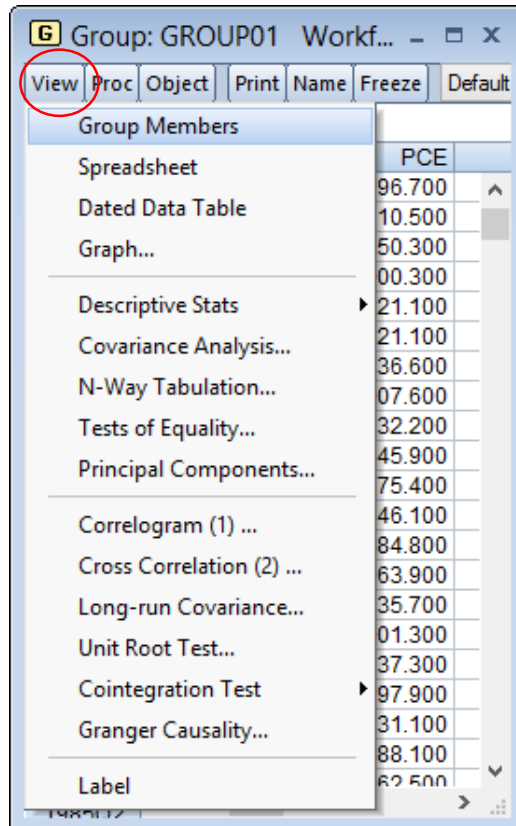 G Group: GROUP01 Workf...
View Proc Object Print Name Freeze Default
Group Members
Spreadsheet
Dated Data Table
Graph...
Descriptive Stats
Covariance Analysis...
N-Way Tabulation...
Tests of Equality...
Principal Components...
Correlogram (1) ...
Cross Correlation (2) ...
Long-run Covariance...
Unit Root Test...
Cointegration Test
Granger Causality...
Label
PCE
96.700
10.500
50.300
00.300
21.100
21.100
36.600
07.600
32.200
45.900
75.400
46.100
84.800
63.900
35.700
01.300
37.300
97.900
31.100
88.100
62.500
1985Q2